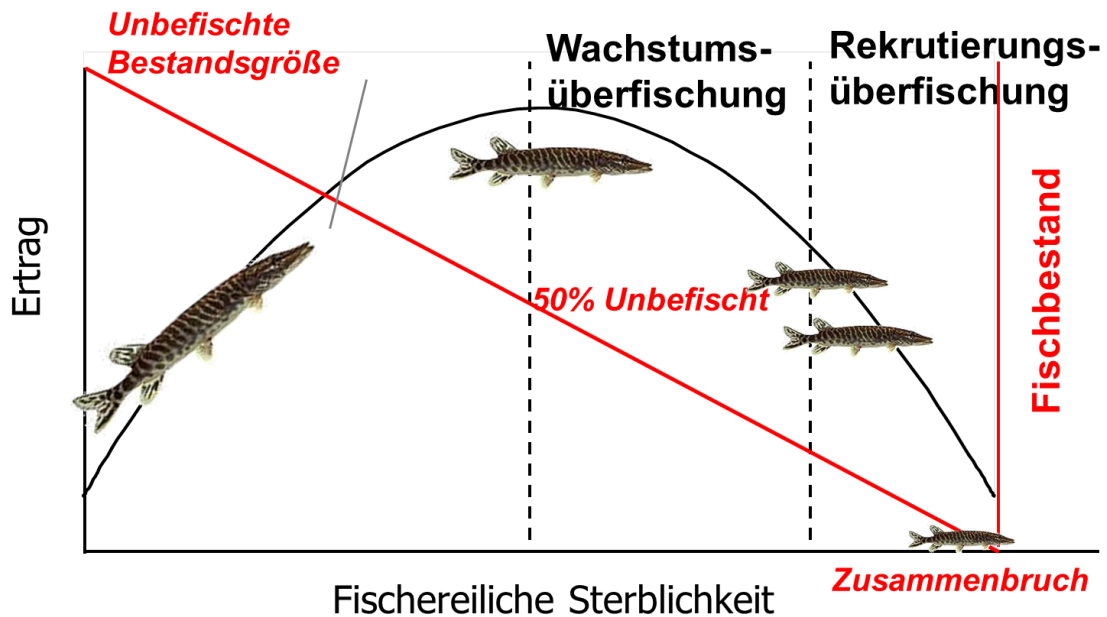 Unbefischte
Bestandsgröße
Wachstums-
überfischung
Rekrutierungs-
überfischung
Ertrag
50% Unbefischt
Fischbestand
Zusammenbruch
Fischereiliche Sterblichkeit